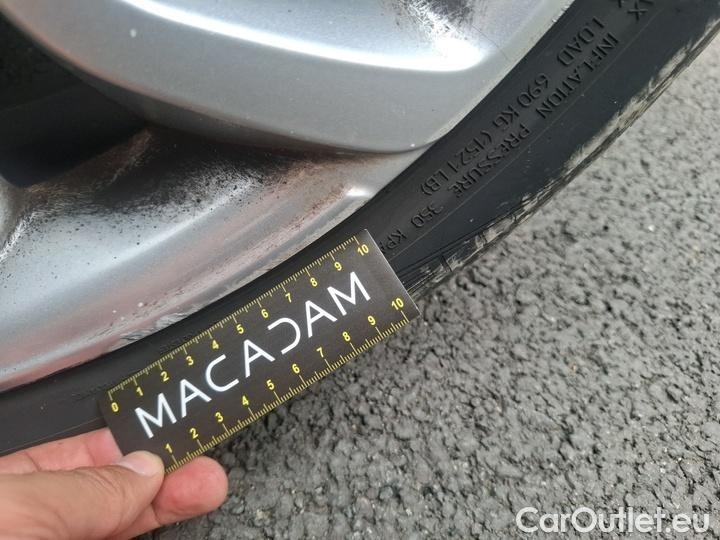 LOAD 690 KG (1521 LB)
INFLATION PRESSURE 350 KPA
0 1 2 3 4 5 6 7 8 9 10
MACADAM
1 2 3 4 5 6 7 8 9 10
CarOutlet.eu